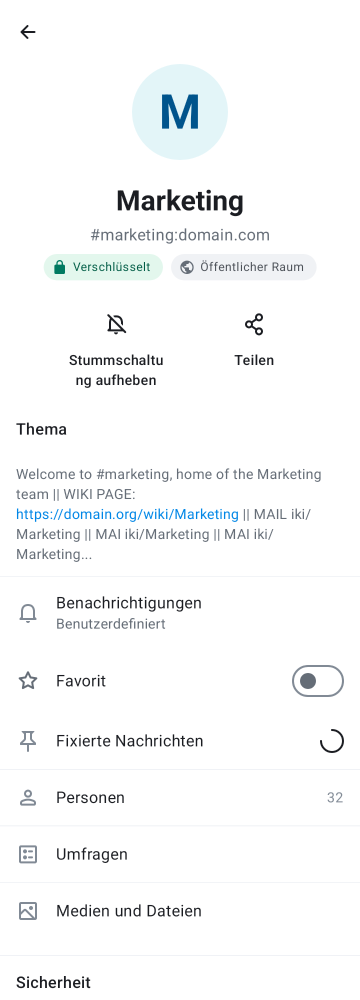 M
Marketing
#marketing:domain.com
Verschlüsselt
Öffentlicher Raum
Stummschaltu
ng aufheben
Teilen
Thema
Welcome to #marketing, home of the Marketing
team || WIKI PAGE:
https://domain.org/wiki/Marketing || MAIL iki/
Marketing || MAI iki/Marketing || MAI iki/
Marketing...
Benachrichtigungen
Benutzerdefiniert
Favorit
Fixierte Nachrichten
Personen
32
Umfragen
Medien und Dateien
Sicherheit